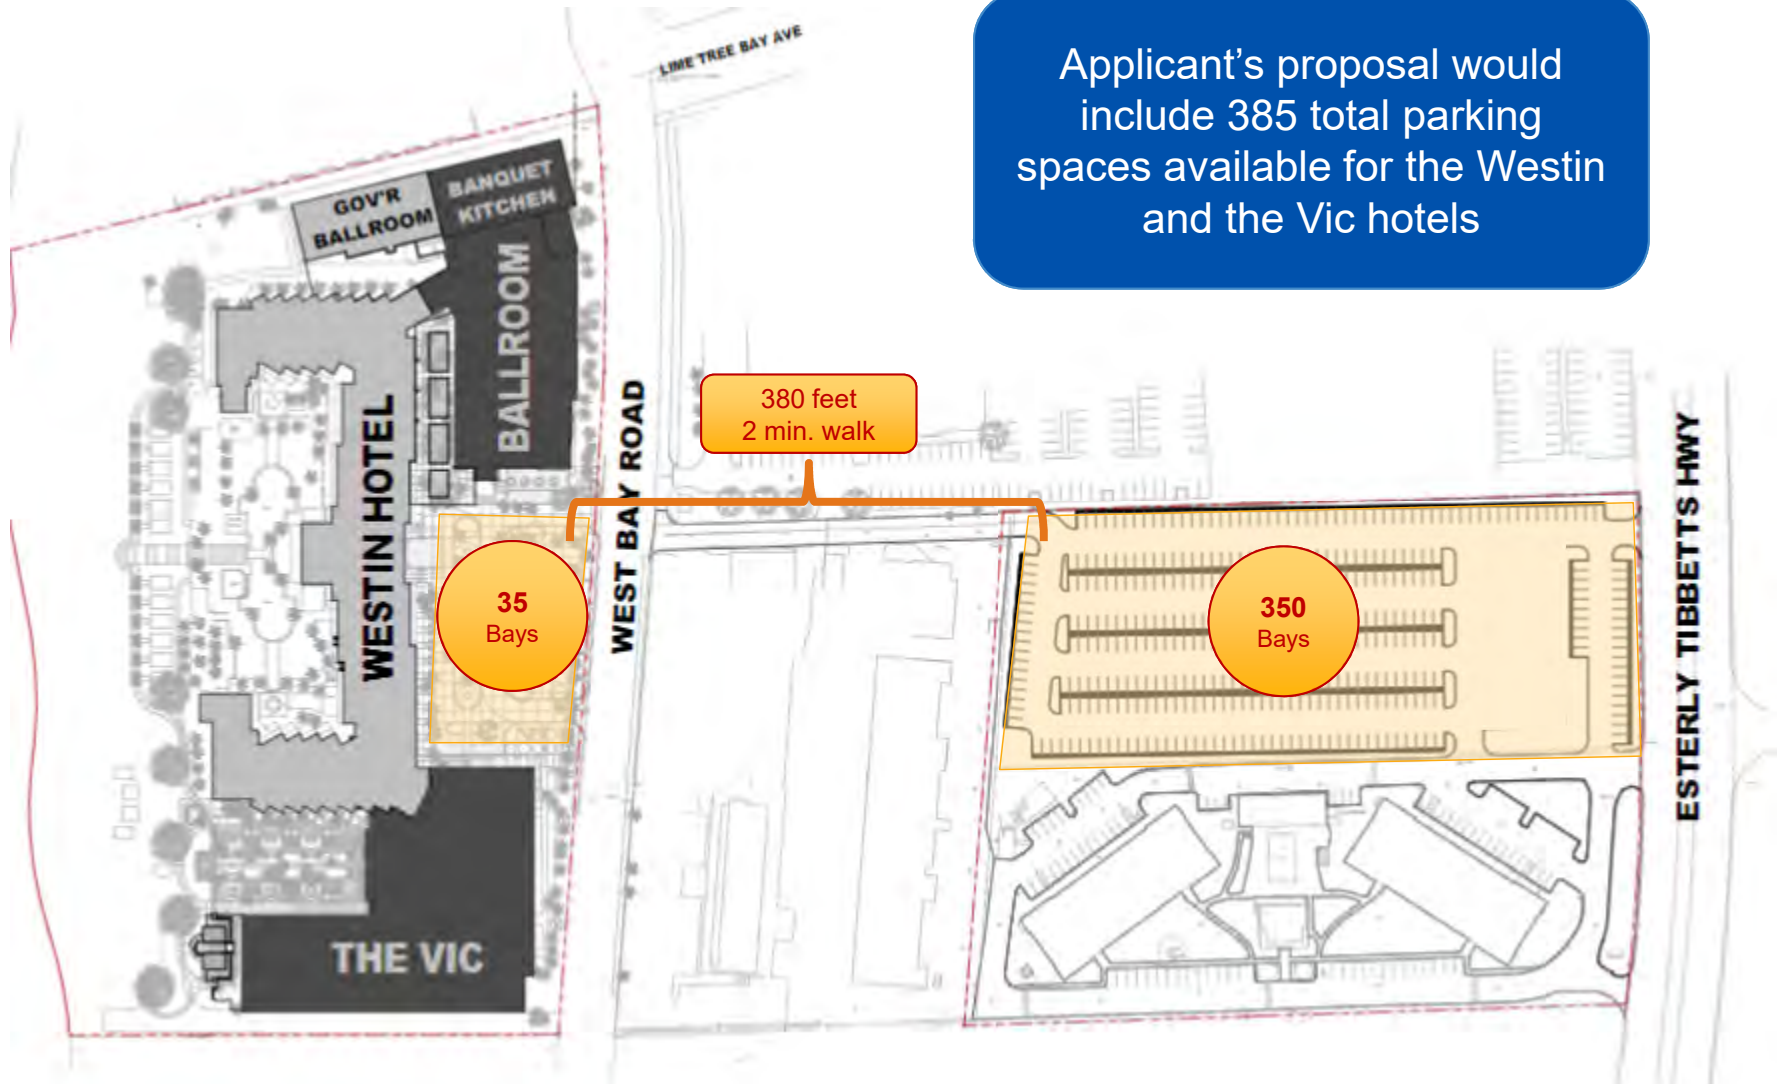 LIME TREE BAY AVE
Applicant’s proposal would
include 385 total parking
spaces available for the Westin
and the Vic hotels
GOV'R
BALLROOM
BANQUET
KITCHEN
BALLROOM
WESTIN HOTEL
380 feet
2 min. walk
WEST BAY ROAD
35
Bays
350
Bays
ESTERLY TIBBETTS HWY
THE VIC